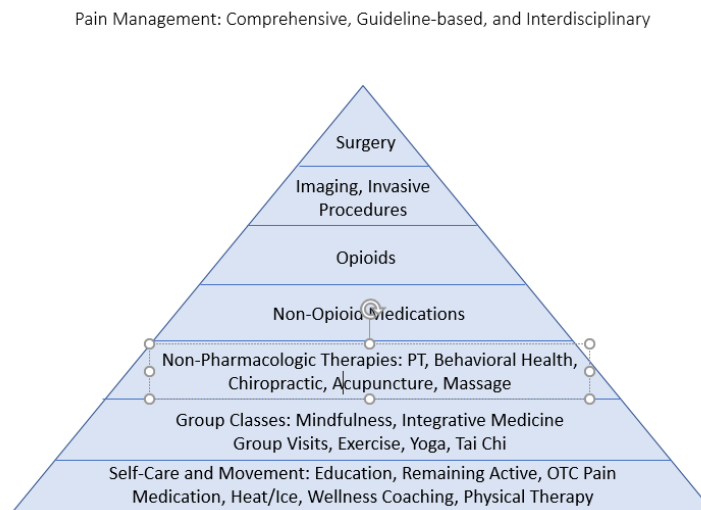 Pain Management: Comprehensive, Guideline-based, and Interdisciplinary
Surgery
Imaging, Invasive
Procedures
Opioids
Non-Opioid Medications
Non-Pharmacologic Therapies: PT, Behavioral Health,
Chiropractic, Acupuncture, Massage
Group Classes: Mindfulness, Integrative Medicine
Group Visits, Exercise, Yoga, Tai Chi
Self-Care and Movement: Education, Remaining Active, OTC Pain
Medication, Heat/Ice, Wellness Coaching, Physical Therapy